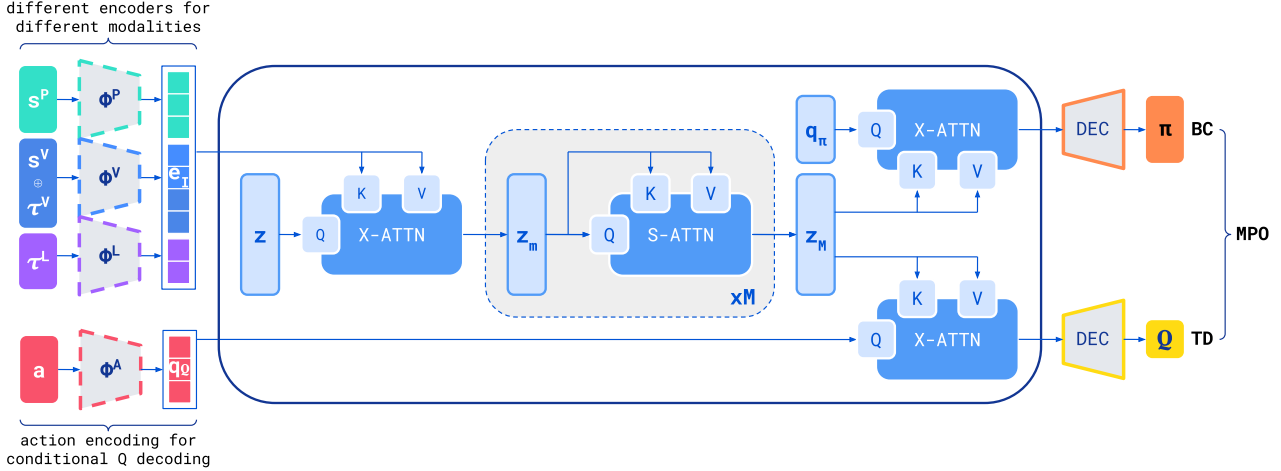 different encoders for
different modalities
s^P
Φ^P
s^V
⊕
τ^V
Φ^V
e_I
τ^L
Φ^L
z
Q
K
V
X-ATTN
z_m
Q
K
V
S-ATTN
xM
z_M
q_π
Q
X-ATTN
K
V
DEC
π
BC
MPO
K
V
Q
X-ATTN
DEC
Q
TD
a
Φ^A
q_Q
action encoding for
conditional Q decoding